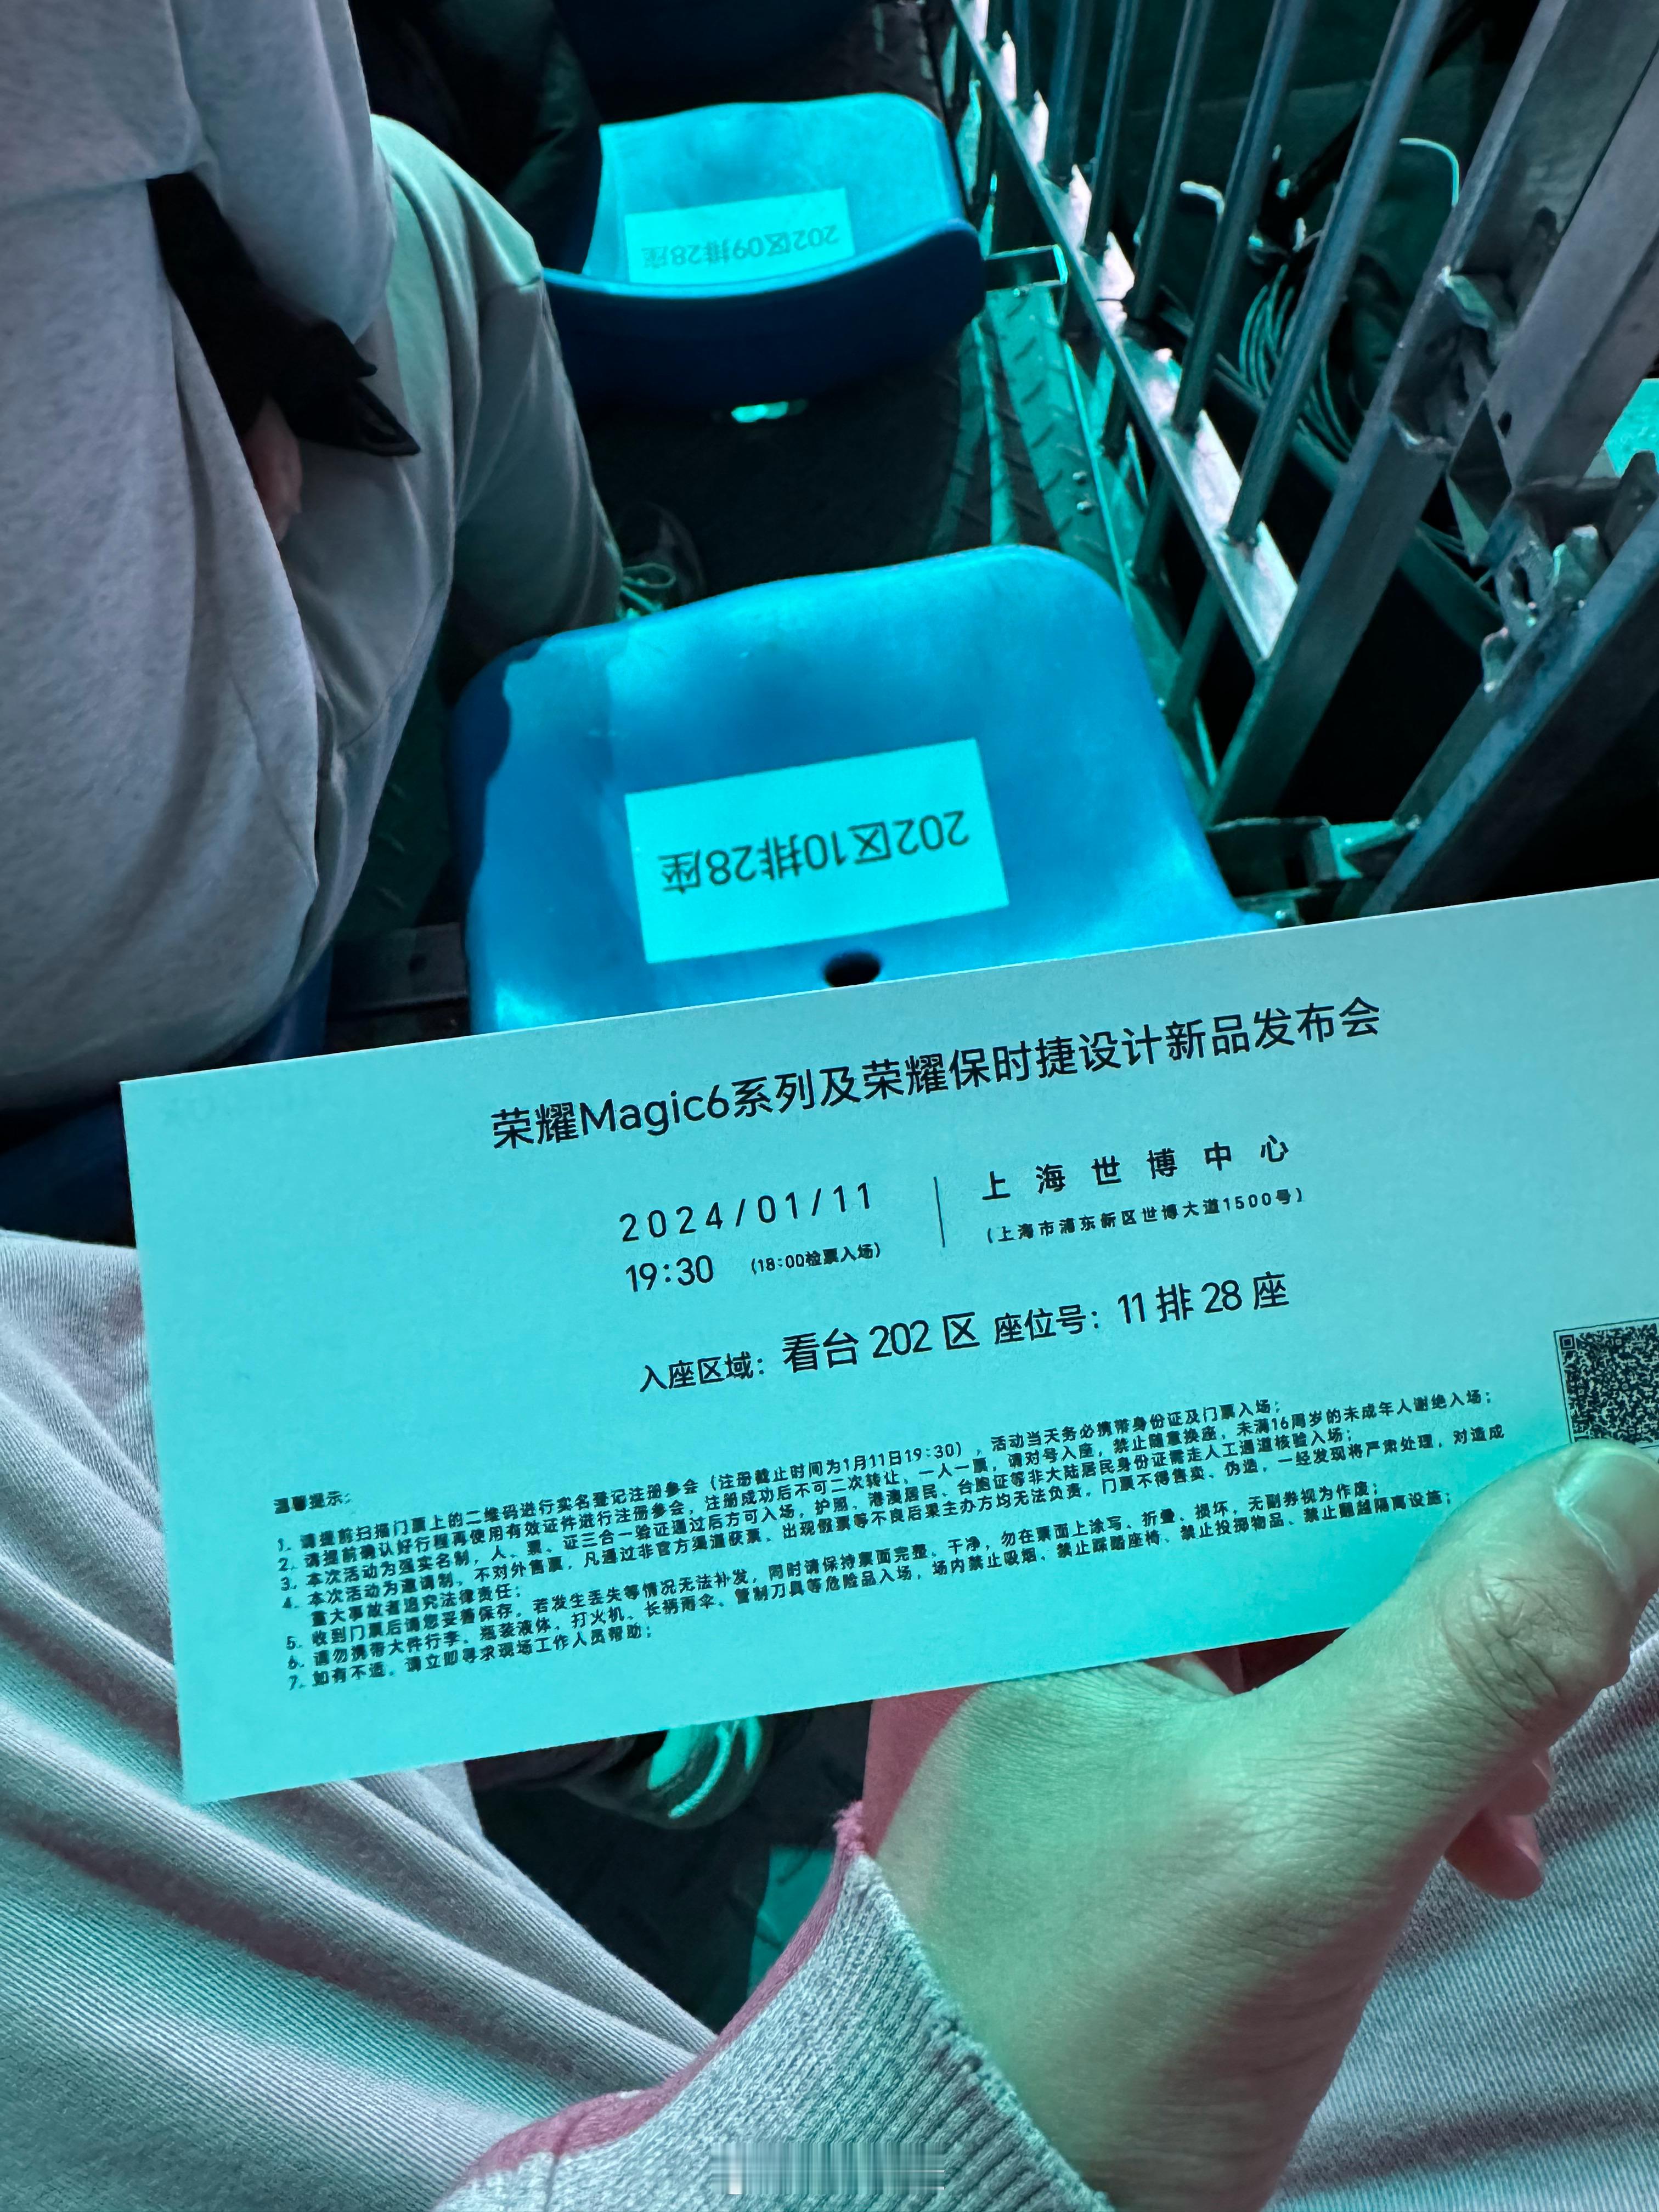 202区09排28座
202区10排28座
荣耀Magic6系列及荣耀保时捷设计新品发布会
2024/01/11
19:30 (18:00检票入场)
上海世博中心
(上海市浦东新区世博大道1500号)
入座区域：看台 202 区 座位号：11 排 28 座
温馨提示：
1. 请提前扫描门票上的二维码进行实名登记注册参会（注册截止时间为1月11日19:30），活动当天务必携带身份证及门票入场；
2. 请提前确认好行程再使用有效证件进行注册参会，注册成功后不可二次转让，一人一票，请对号入座，禁止随意换座，未满16周岁的未成年人谢绝入场；
3. 本次活动为强实名制，人、票、证三合一验证通过后方可入场，护照、港澳居民、台胞证等非大陆居民身份证需走人工通道核验入场；
4. 本次活动为邀请制，不对外售票，凡通过非官方渠道获票、出现假票等不良后果主办方均无法负责，门票不得售卖、伪造，一经发现将严肃处理，对造成
重大事故者追究法律责任；
5. 收到门票后请您妥善保存，若发生丢失等情况无法补发，同时请保持票面完整、干净，勿在票面上涂写、折叠、损坏，无副券视为作废；
6. 请勿携带大件行李、瓶装液体、打火机、长柄雨伞、管制刀具等危险品入场，场内禁止吸烟、禁止踩踏座椅、禁止投掷物品、禁止翻越隔离设施；
7. 如有不适，请立即寻求现场工作人员帮助；